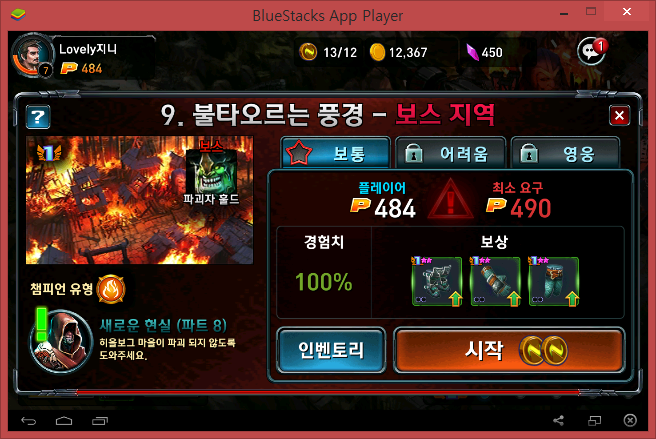 BlueStacks App Player
Lovely지니
7
P 484
13/12
12,367
450
1
?
9. 불타오르는 풍경 - 보스 지역
1
보스
파괴자 홀드
보통
어려움
영웅
플레이어
P 484
최소 요구
P 490
경험치
100%
보상
1
1
1
챔피언 유형
새로운 현실 (파트 8)
히올보그 마을이 파괴 되지 않도록
도와주세요.
인벤토리
시작